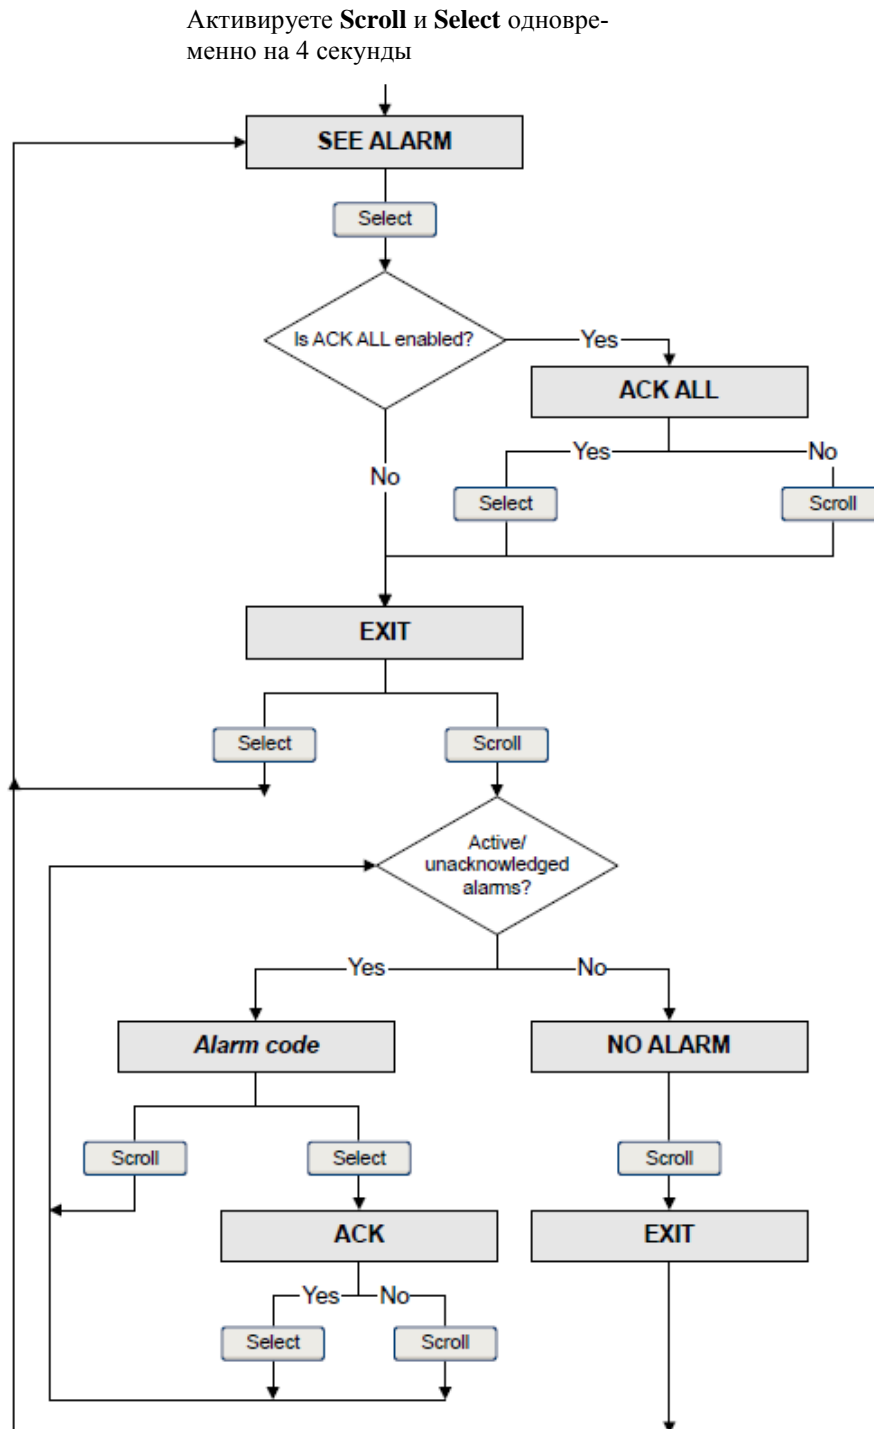 Активируете Scroll и Select одновре-
менно на 4 секунды
SEE ALARM
Select
Is ACK ALL enabled?
Yes
ACK ALL
Yes
No
No
Select
Scroll
EXIT
Select
Scroll
Active/
unacknowledged
alarms?
Yes
No
Alarm code
NO ALARM
Scroll
Select
Scroll
ACK
EXIT
Yes
No
Select
Scroll